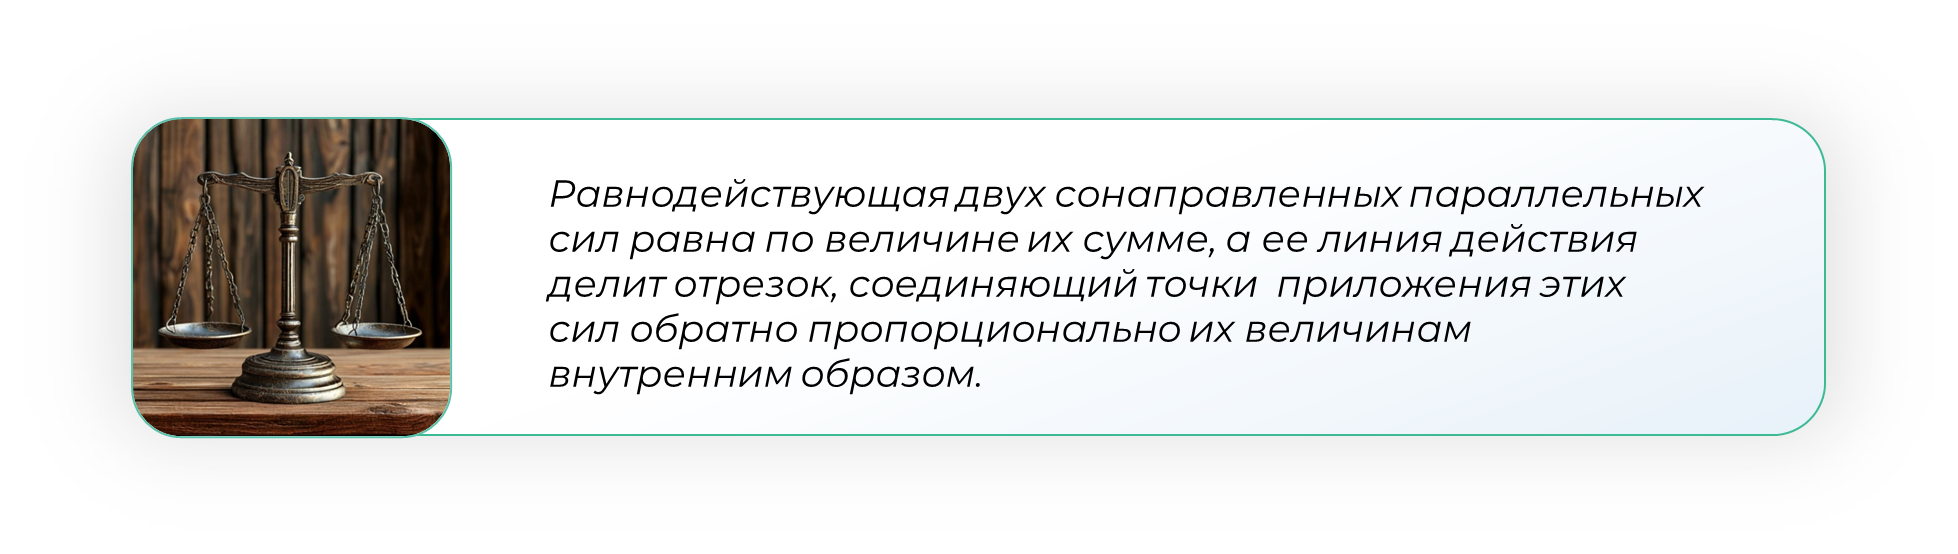 Равнодействующая двух сонаправленных параллельных
сил равна по величине их сумме, а ее линия действия
делит отрезок, соединяющий точки  приложения этих
сил обратно пропорционально их величинам
внутренним образом.